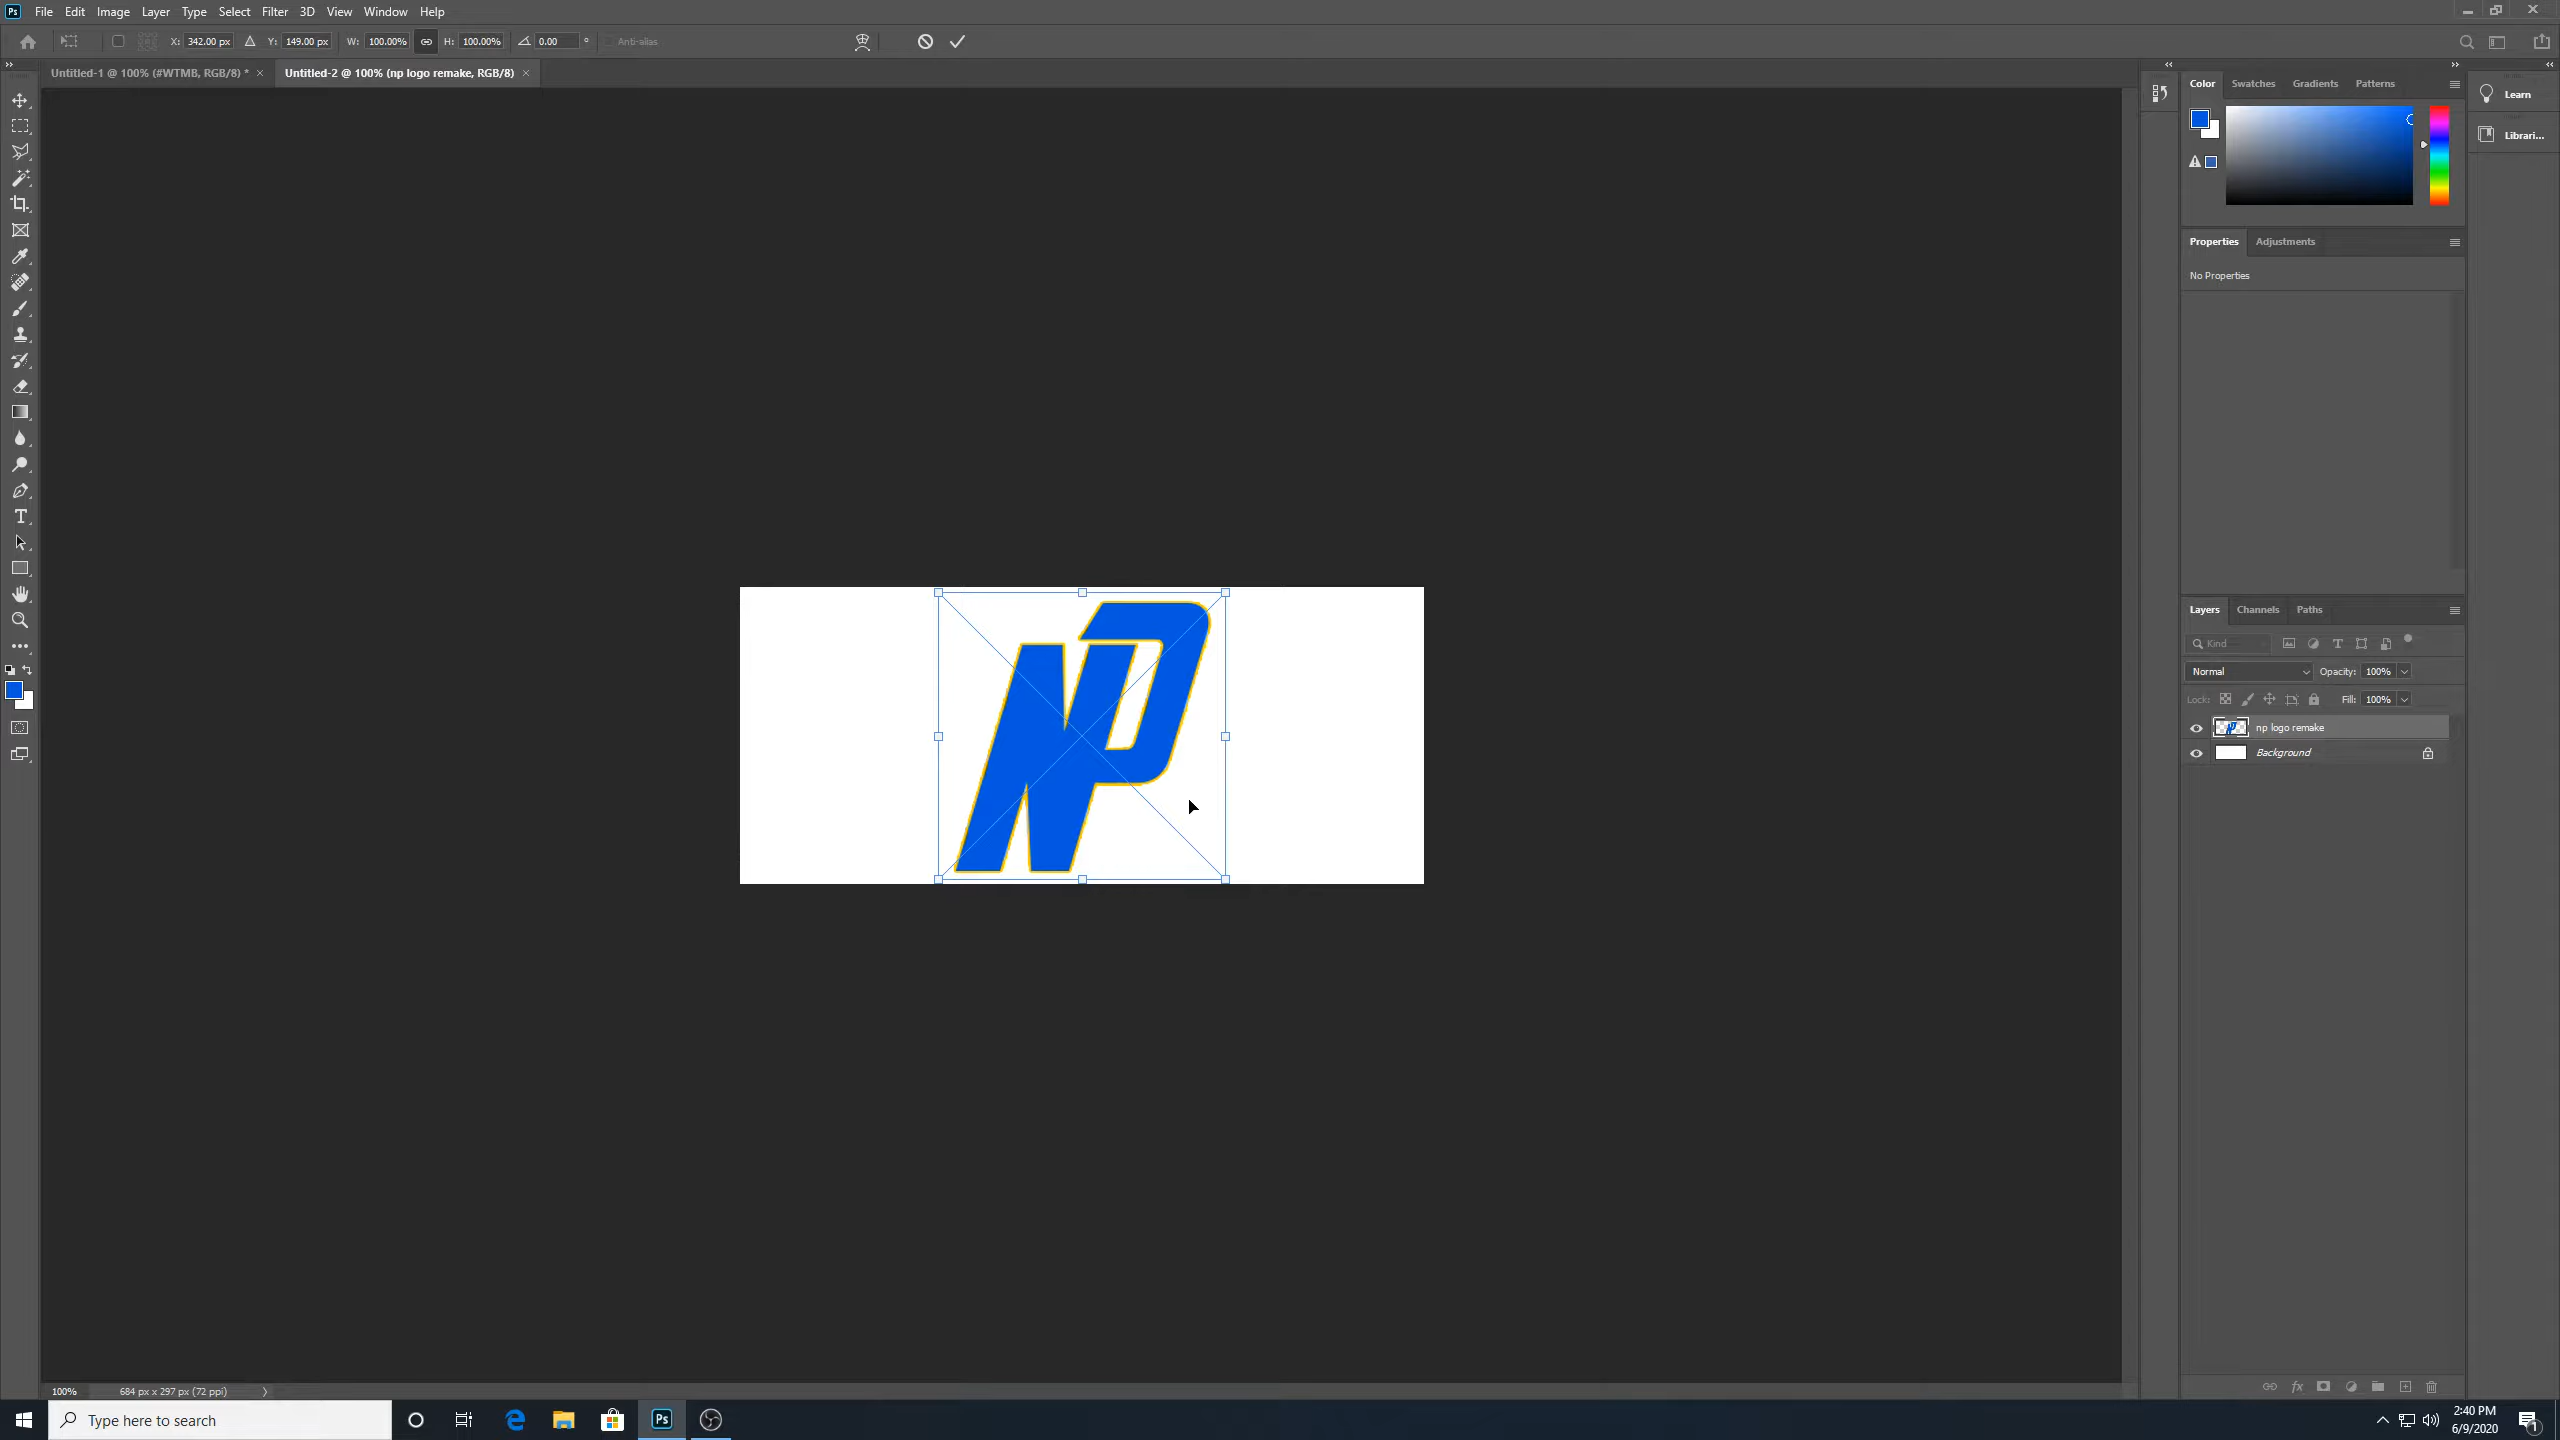 Ps File Edit Image Layer Type Select Filter 3D View Window Help
X: 342.00 px Y: 149.00 px W: 100.00% H: 100.00% 0.00 ° Anti-alias
Untitled-1 @ 100% (#WTMB, RGB/8) * × Untitled-2 @ 100% (np logo remake, RGB/8) ×
Color Swatches Gradients Patterns
Learn
Librari...
Properties Adjustments
No Properties
NP
Layers Channels Paths
Kind
Normal Opacity: 100%
Lock: Fill: 100%
np logo remake
Background
100% 684 px x 297 px (72 ppi)
Type here to search
Ps
2:40 PM
6/9/2020
1